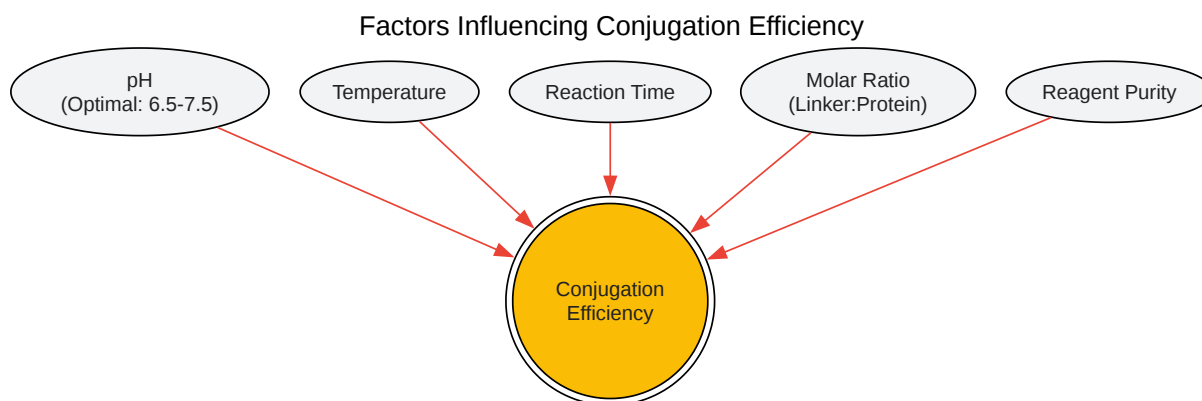 Factors Influencing Conjugation Efficiency
pH
(Optimal: 6.5-7.5)
Temperature
Reaction Time
Molar Ratio
(Linker:Protein)
Reagent Purity
Conjugation
Efficiency